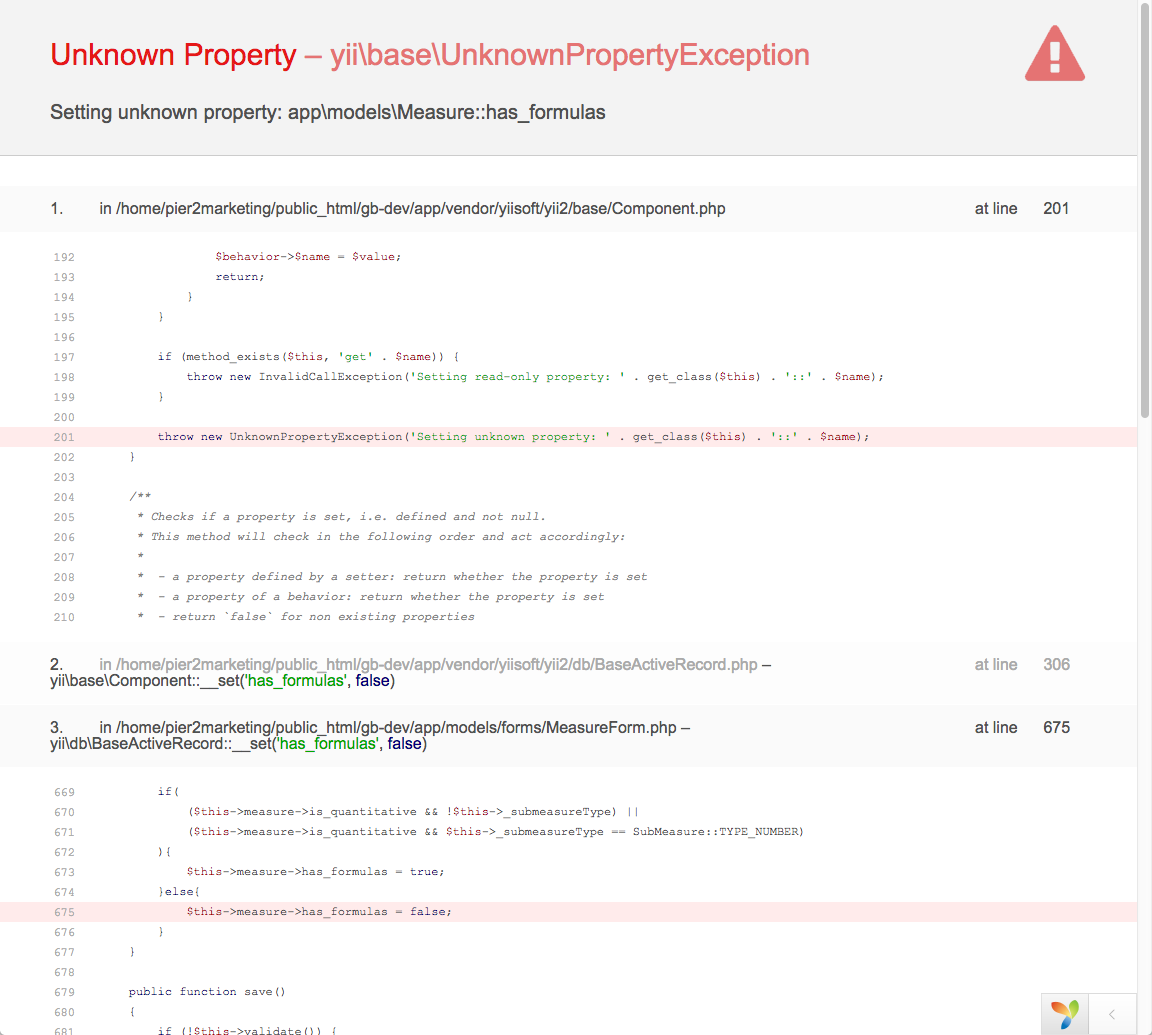 Unknown Property – yii\base\UnknownPropertyException
Setting unknown property: app\models\Measure::has_formulas
1. in /home/pier2marketing/public_html/gb-dev/app/vendor/yiisoft/yii2/base/Component.php at line 201
192 $behavior->$name = $value;
193 return;
194 }
195 }
196
197 if (method_exists($this, 'get' . $name)) {
198 throw new InvalidCallException('Setting read-only property: ' . get_class($this) . '::' . $name);
199 }
200
201 throw new UnknownPropertyException('Setting unknown property: ' . get_class($this) . '::' . $name);
202 }
203
204 /**
205 * Checks if a property is set, i.e. defined and not null.
206 * This method will check in the following order and act accordingly:
207 *
208 * - a property defined by a setter: return whether the property is set
209 * - a property of a behavior: return whether the property is set
210 * - return `false` for non existing properties
2. in /home/pier2marketing/public_html/gb-dev/app/vendor/yiisoft/yii2/db/BaseActiveRecord.php – at line 306
yii\base\Component::__set('has_formulas', false)
3. in /home/pier2marketing/public_html/gb-dev/app/models/forms/MeasureForm.php – at line 675
yii\db\BaseActiveRecord::__set('has_formulas', false)
669 if(
670 ($this->measure->is_quantitative && !$this->_submeasureType) ||
671 ($this->measure->is_quantitative && $this->_submeasureType == SubMeasure::TYPE_NUMBER)
672 ){
673 $this->measure->has_formulas = true;
674 }else{
675 $this->measure->has_formulas = false;
676 }
677 }
678
679 public function save()
680 {
681 if (!$this->validate()) {